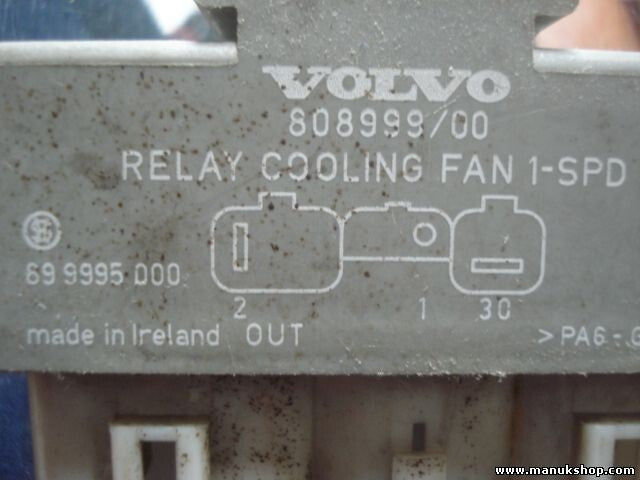 VOLVO
808999/00
RELAY COOLING FAN 1-SPD
69 9995 000
2 1 30
made in Ireland OUT >PA6-G
www.manukshop.com